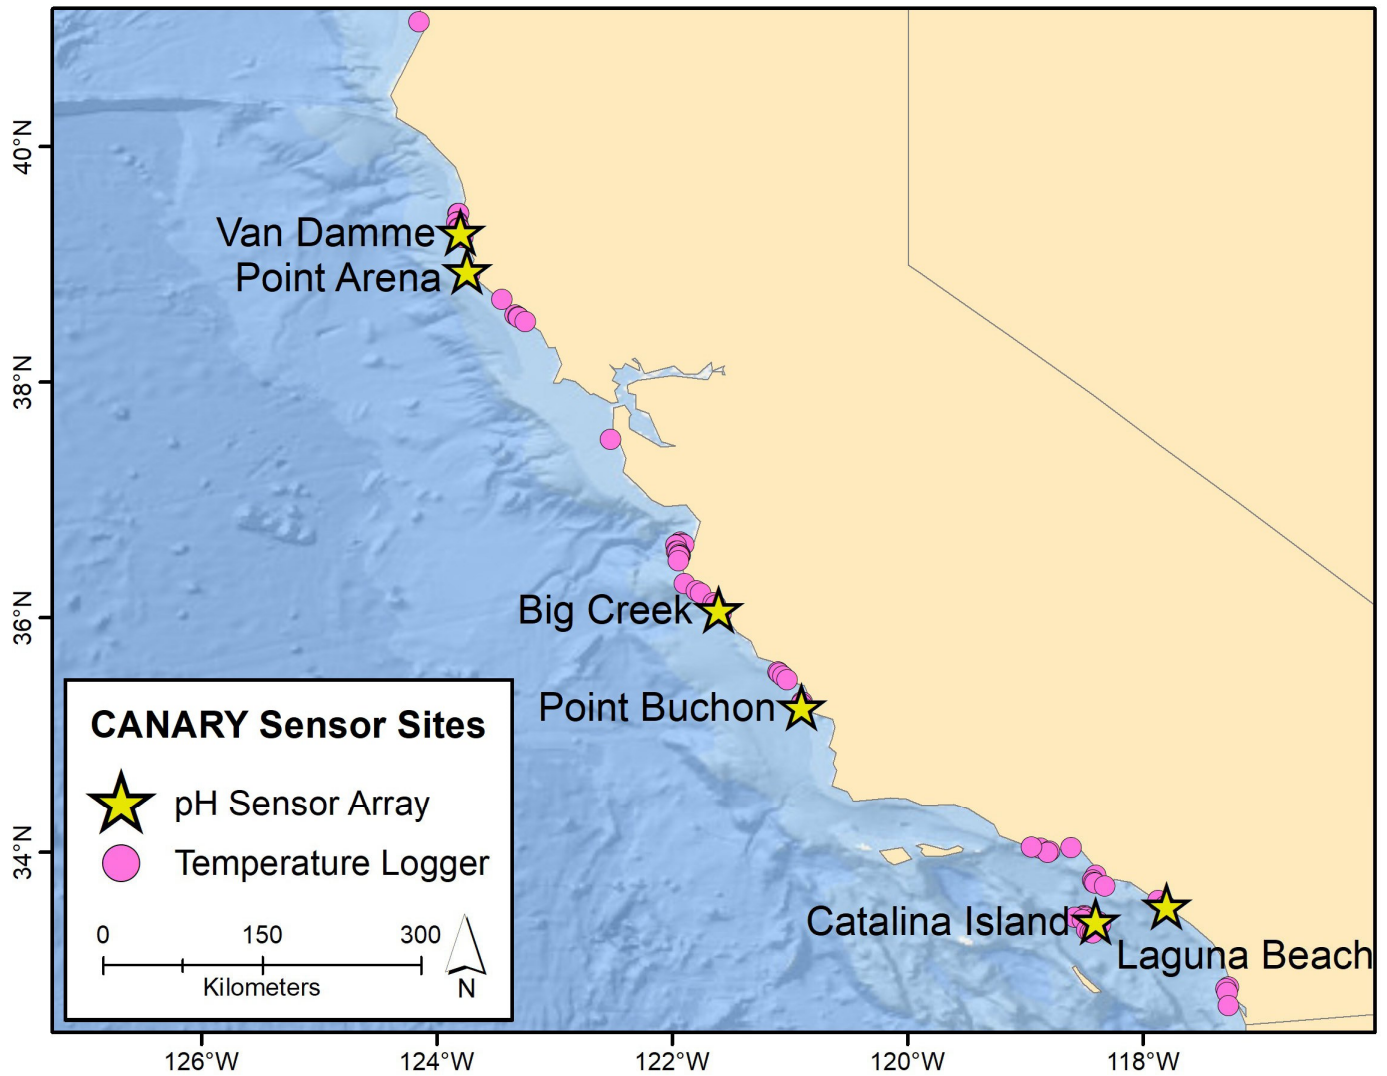 40°N
Van Damme
Point Arena
38°N
36°N
Big Creek
Point Buchon
CANARY Sensor Sites
pH Sensor Array
Temperature Logger
34°N
Catalina Island
Laguna Beach
0 150 300
Kilometers
N
126°W 124°W 122°W 120°W 118°W